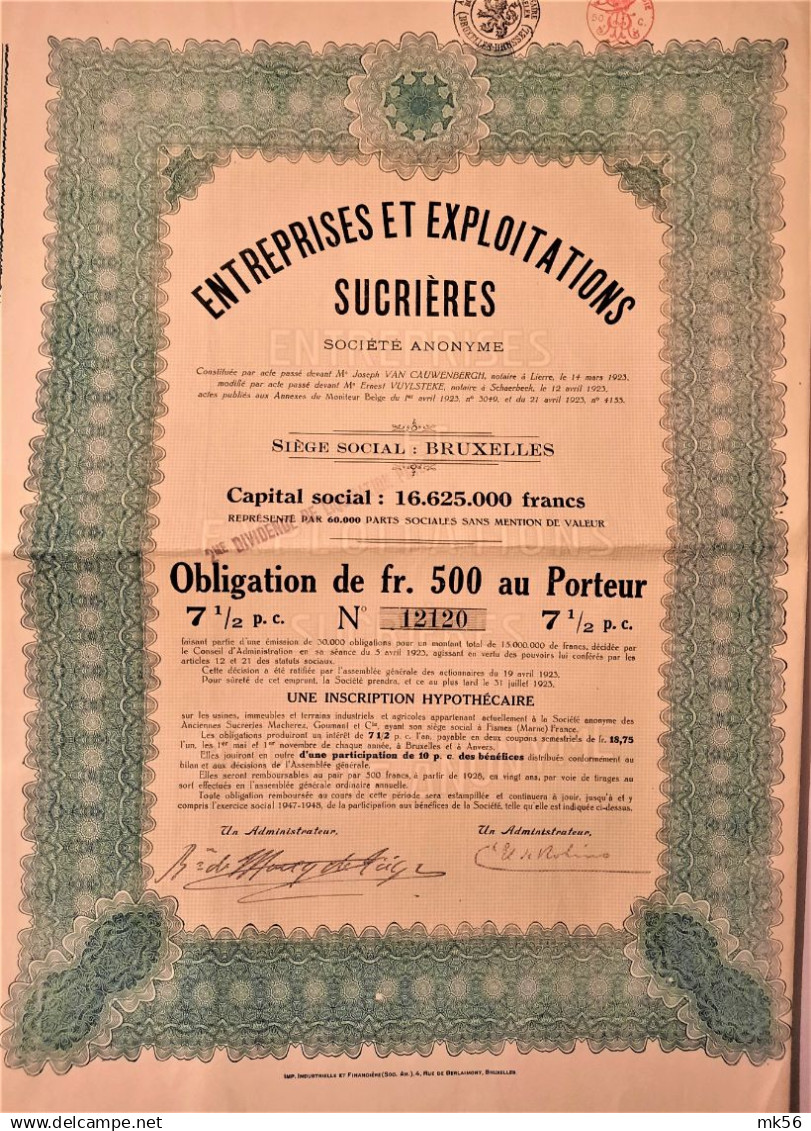 (BRUXELLES-BRUSSEL)
50 C.
ENTREPRISES ET EXPLOITATIONS
SUCRIÈRES
SOCIÉTÉ ANONYME
Constituée par acte passé devant Mᵉ Joseph VAN CAUWENBERGH, notaire à Lierre, le 14 mars 1923,
modifié par acte passé devant Mᵉ Ernest VUYLSTEKE, notaire à Schaerbeek, le 12 avril 1923,
actes publiés aux Annexes du Moniteur Belge du 1ᵉʳ avril 1923, nº 3049, et du 21 avril 1923, nº 4133.
SIÈGE SOCIAL : BRUXELLES
Capital social : 16.625.000 francs
REPRÉSENTÉ PAR 60.000 PARTS SOCIALES SANS MENTION DE VALEUR
DIVIDENDE DE
Obligation de fr. 500 au Porteur
7 1/2 p. c. Nº 12120 7 1/2 p. c.
faisant partie d'une émission de 30.000 obligations pour un montant total de 15.000.000 de francs, décidée par
le Conseil d'Administration en sa séance du 5 avril 1923, agissant en vertu des pouvoirs lui conférés par les
articles 12 et 21 des statuts sociaux.
Cette décision a été ratifiée par l'assemblée générale des actionnaires du 19 avril 1923.
Pour sûreté de cet emprunt, la Société prendra, et ce au plus tard le 31 juillet 1923,
UNE INSCRIPTION HYPOTHÉCAIRE
sur les usines, immeubles et terrains industriels et agricoles appartenant actuellement à la Société anonyme des
Anciennes Sucreries Macherez, Goumant et Cⁱᵉ, ayant son siège social à Fismes (Marne) France.
Les obligations produiront un intérêt de 7 1/2 p. c. l'an, payable en deux coupons semestriels de fr. 18,75
l'un, les 1ᵉʳ mai et 1ᵉʳ novembre de chaque année, à Bruxelles et à Anvers.
Elles jouiront en outre d'une participation de 10 p. c. des bénéfices distribués conformément au
bilan et aux décisions de l'Assemblée générale.
Elles seront remboursables au pair par 500 francs, à partir de 1928, en vingt ans, par voie de tirages au
sort effectués en l'assemblée générale ordinaire annuelle.
Toute obligation remboursée au cours de cette période sera estampillée et continuera à jouir, jusqu'à et y
compris l'exercice social 1947-1948, de la participation aux bénéfices de la Société, telle qu'elle est indiquée ci-dessus.
Un Administrateur, Un Administrateur,
IMP. INDUSTRIELLE ET FINANCIÈRE (SOC. AN.), 4, RUE DE BERLAIMONT, BRUXELLES
mk56